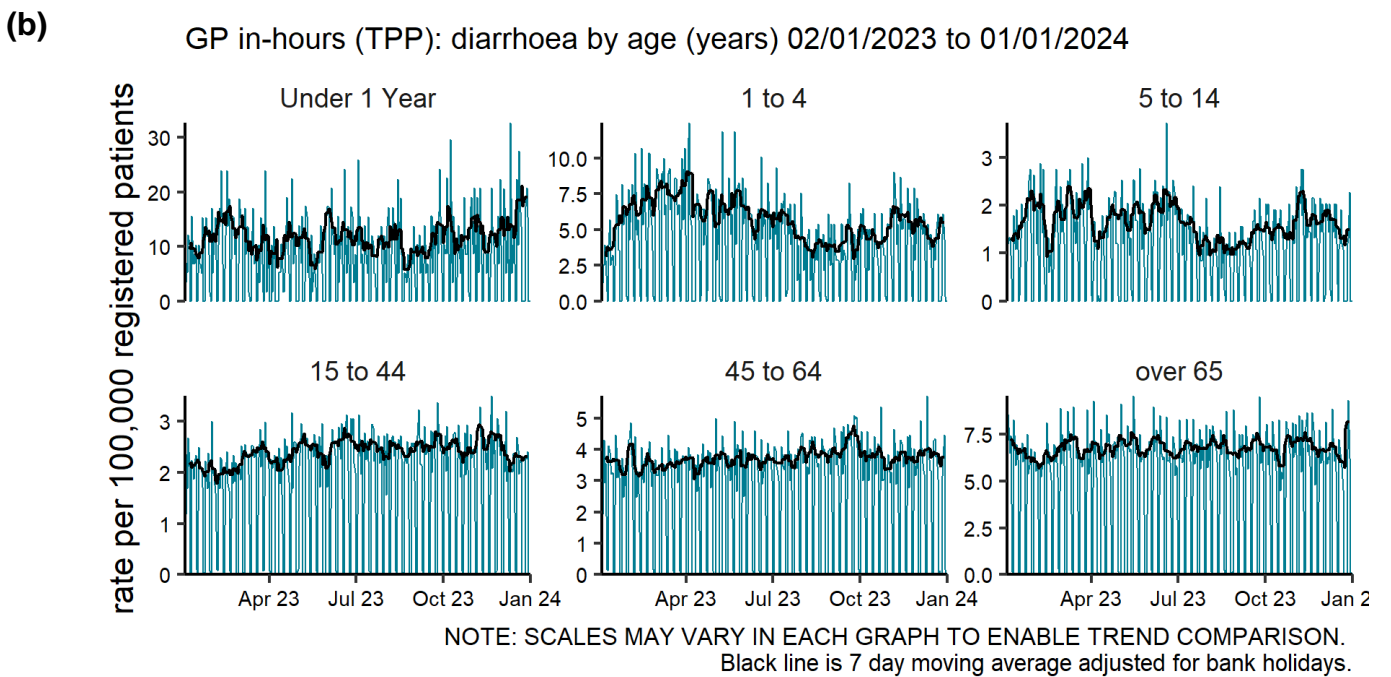 (b)
GP in-hours (TPP): diarrhoea by age (years) 02/01/2023 to 01/01/2024
rate per 100,000 registered patients
Under 1 Year
30
20
10
0
1 to 4
10.0
7.5
5.0
2.5
0.0
5 to 14
3
2
1
0
15 to 44
3
2
1
0
Apr 23 Jul 23 Oct 23 Jan 24
45 to 64
5
4
3
2
1
0
Apr 23 Jul 23 Oct 23 Jan 24
over 65
7.5
5.0
2.5
0.0
Apr 23 Jul 23 Oct 23 Jan 2
NOTE: SCALES MAY VARY IN EACH GRAPH TO ENABLE TREND COMPARISON.
Black line is 7 day moving average adjusted for bank holidays.